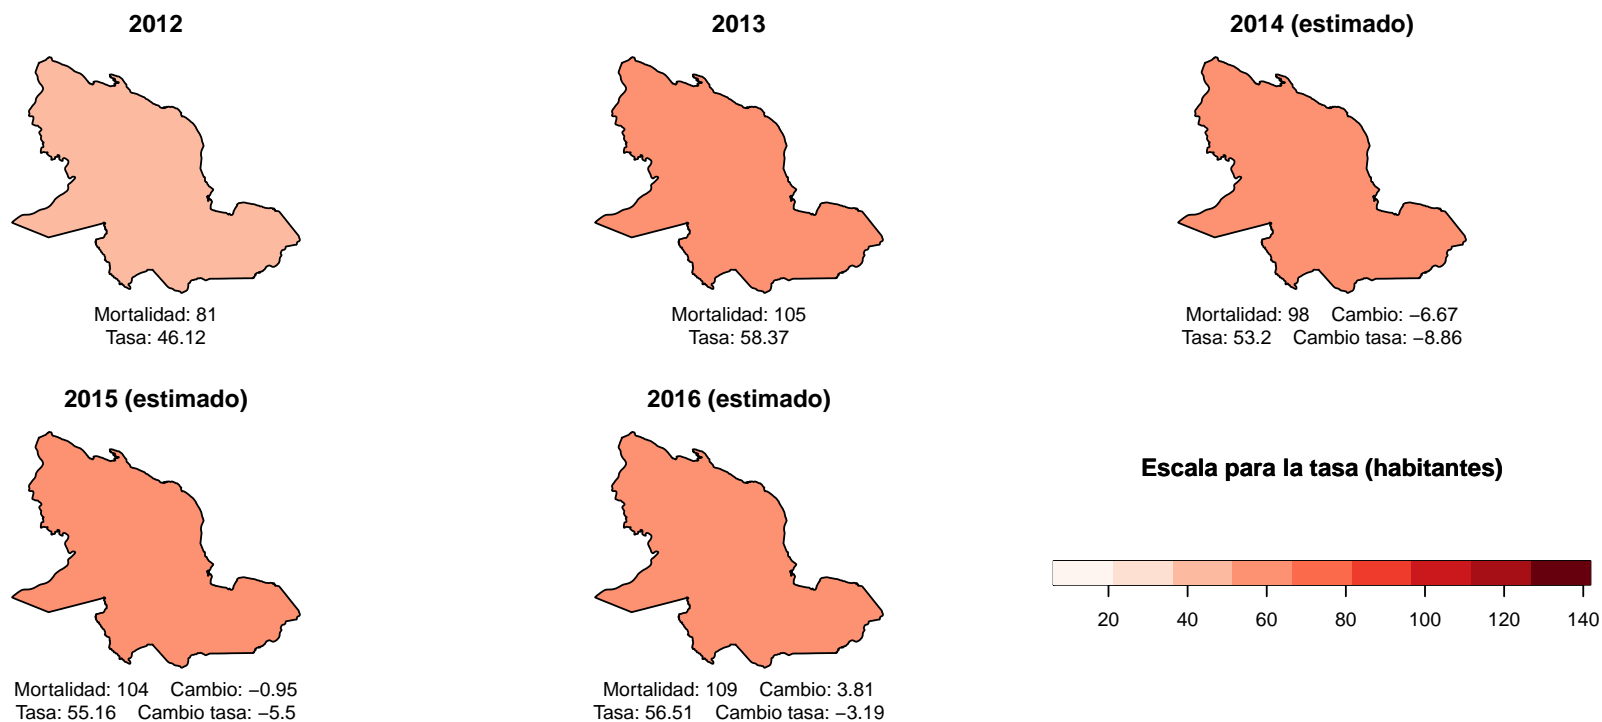 2012
Mortalidad: 81
Tasa: 46.12
2013
Mortalidad: 105
Tasa: 58.37
2014 (estimado)
Mortalidad: 98 Cambio: −6.67
Tasa: 53.2 Cambio tasa: −8.86
2015 (estimado)
Mortalidad: 104 Cambio: −0.95
Tasa: 55.16 Cambio tasa: −5.5
2016 (estimado)
Mortalidad: 109 Cambio: 3.81
Tasa: 56.51 Cambio tasa: −3.19
Escala para la tasa (habitantes)
20 40 60 80 100 120 140